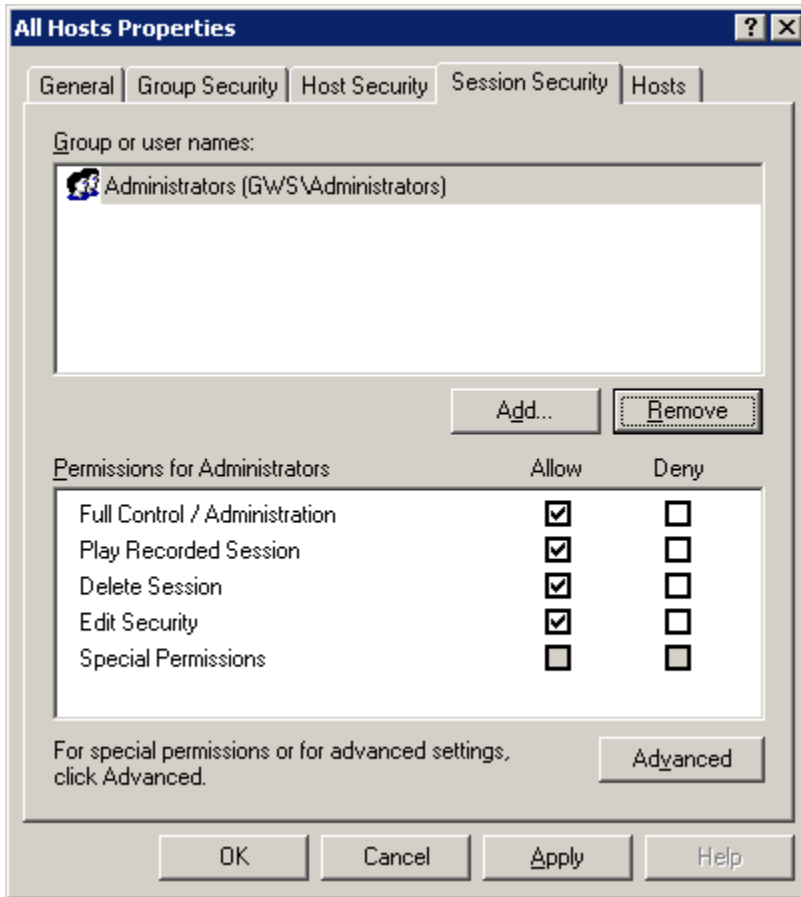 All Hosts Properties
General Group Security Host Security Session Security Hosts
Group or user names:
Administrators (GWS\Administrators)
Add... Remove
Permissions for Administrators Allow Deny
Full Control / Administration
Play Recorded Session
Delete Session
Edit Security
Special Permissions
For special permissions or for advanced settings,
click Advanced.
Advanced
OK Cancel Apply Help